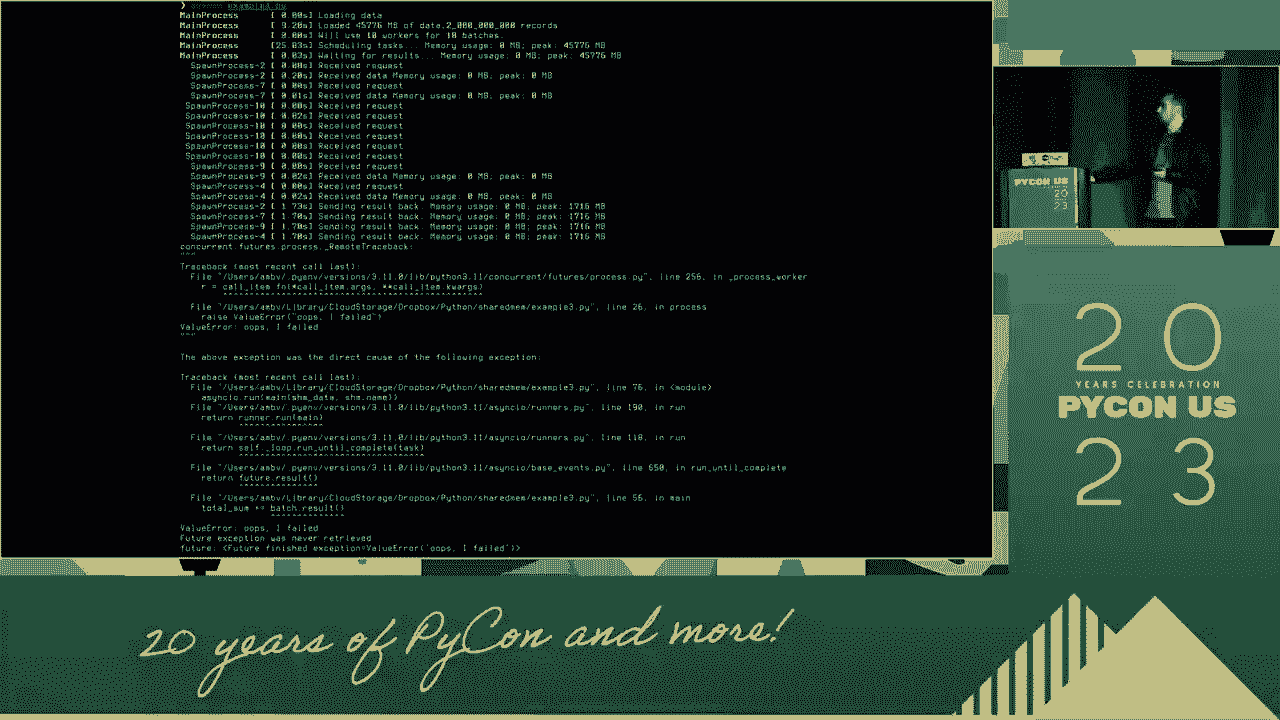 ❯ python example3.py
MainProcess [ 0.00s] Loading data
MainProcess [ 9.20s] Loaded 45776 MB of data.2_000_000_000 records
MainProcess [ 0.00s] Will use 10 workers for 10 batches.
MainProcess [25.03s] Scheduling tasks... Memory usage: 0 MB; peak: 45776 MB
MainProcess [ 0.03s] Waiting for results... Memory usage: 0 MB; peak: 45776 MB
SpawnProcess-2 [ 0.00s] Received request
SpawnProcess-2 [ 0.20s] Received data Memory usage: 0 MB, peak: 0 MB
SpawnProcess-7 [ 0.00s] Received request
SpawnProcess-7 [ 0.01s] Received data Memory usage: 0 MB, peak: 0 MB
SpawnProcess-10 [ 0.00s] Received request
SpawnProcess-10 [ 0.02s] Received request
SpawnProcess-10 [ 0.00s] Received request
SpawnProcess-10 [ 0.00s] Received request
SpawnProcess-10 [ 0.00s] Received request
SpawnProcess-10 [ 0.00s] Received request
SpawnProcess-9 [ 0.00s] Received request
SpawnProcess-9 [ 0.02s] Received data Memory usage: 0 MB, peak: 0 MB
SpawnProcess-4 [ 0.00s] Received request
SpawnProcess-4 [ 0.02s] Received data Memory usage: 0 MB, peak: 0 MB
SpawnProcess-2 [ 1.73s] Sending result back. Memory usage: 0 MB; peak: 1716 MB
SpawnProcess-7 [ 1.70s] Sending result back. Memory usage: 0 MB; peak: 1716 MB
SpawnProcess-9 [ 1.70s] Sending result back. Memory usage: 0 MB; peak: 1716 MB
SpawnProcess-4 [ 1.70s] Sending result back. Memory usage: 0 MB; peak: 1716 MB
concurrent.futures.process._RemoteTraceback:
"""
Traceback (most recent call last):
File "/Users/ambv/.pyenv/versions/3.11.0/lib/python3.11/concurrent/futures/process.py", line 256, in _process_worker
r = call_item.fn(*call_item.args, **call_item.kwargs)
^^^^^^^^^^^^^^^^^^^^^^^^^^^^^^^^^^^^^^^^^^^^^^^^^
File "/Users/ambv/Library/CloudStorage/Dropbox/Python/sharedmem/example3.py", line 26, in process
raise ValueError("oops, I failed")
ValueError: oops, I failed
"""
The above exception was the direct cause of the following exception:
Traceback (most recent call last):
File "/Users/ambv/Library/CloudStorage/Dropbox/Python/sharedmem/example3.py", line 76, in <module>
asyncio.run(main(shm_data, shm.name))
File "/Users/ambv/.pyenv/versions/3.11.0/lib/python3.11/asyncio/runners.py", line 190, in run
return runner.run(main)
^^^^^^^^^^^^^^^^
File "/Users/ambv/.pyenv/versions/3.11.0/lib/python3.11/asyncio/runners.py", line 118, in run
return self._loop.run_until_complete(task)
^^^^^^^^^^^^^^^^^^^^^^^^^^^^^^^^^^^
File "/Users/ambv/.pyenv/versions/3.11.0/lib/python3.11/asyncio/base_events.py", line 650, in run_until_complete
return future.result()
^^^^^^^^^^^^^^^
File "/Users/ambv/Library/CloudStorage/Dropbox/Python/sharedmem/example3.py", line 56, in main
total_sum += batch.result()
^^^^^^^^^^^^^^
ValueError: oops, I failed
Future exception was never retrieved
future: <Future finished exception=ValueError('oops, I failed')>
PYCON US
20
23
20
YEARS CELEBRATION
PYCON US
23
20 years of PyCon and more!